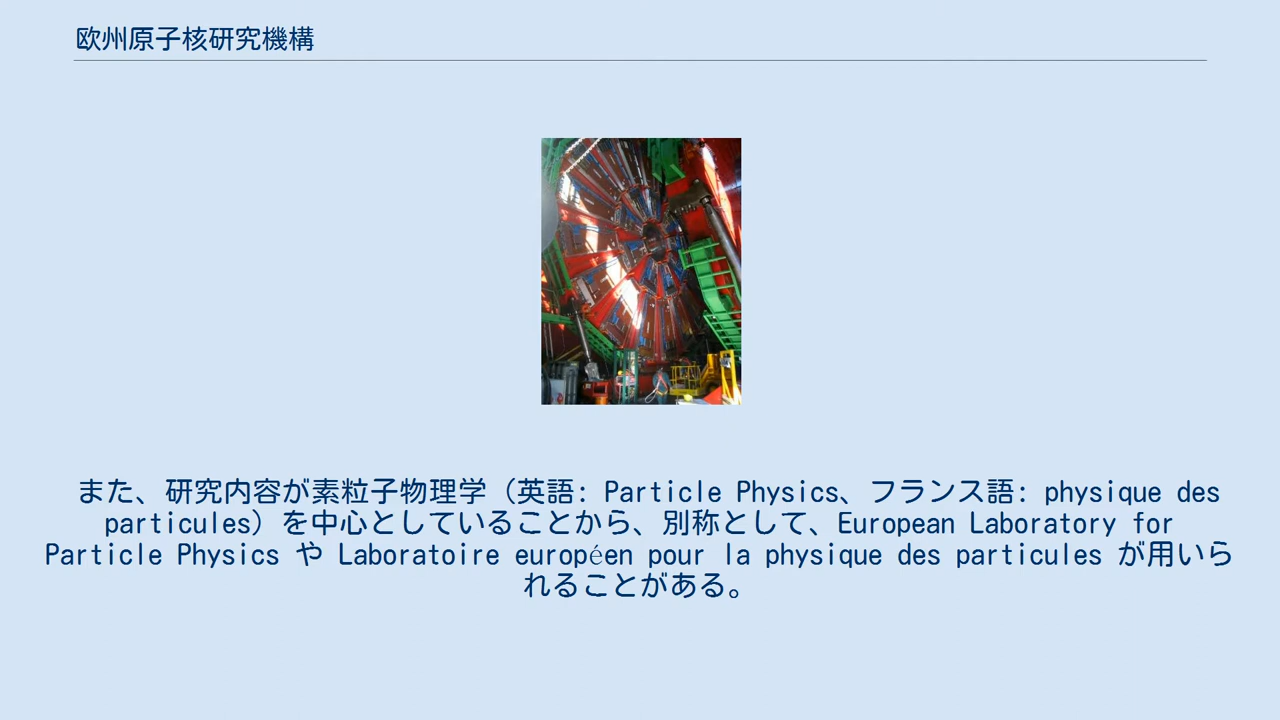 欧州原子核研究機構
また、研究内容が素粒子物理学（英語: Particle Physics、フランス語: physique des
particules）を中心としていることから、別称として、European Laboratory for
Particle Physics や Laboratoire européen pour la physique des particules が用いら
れることがある。